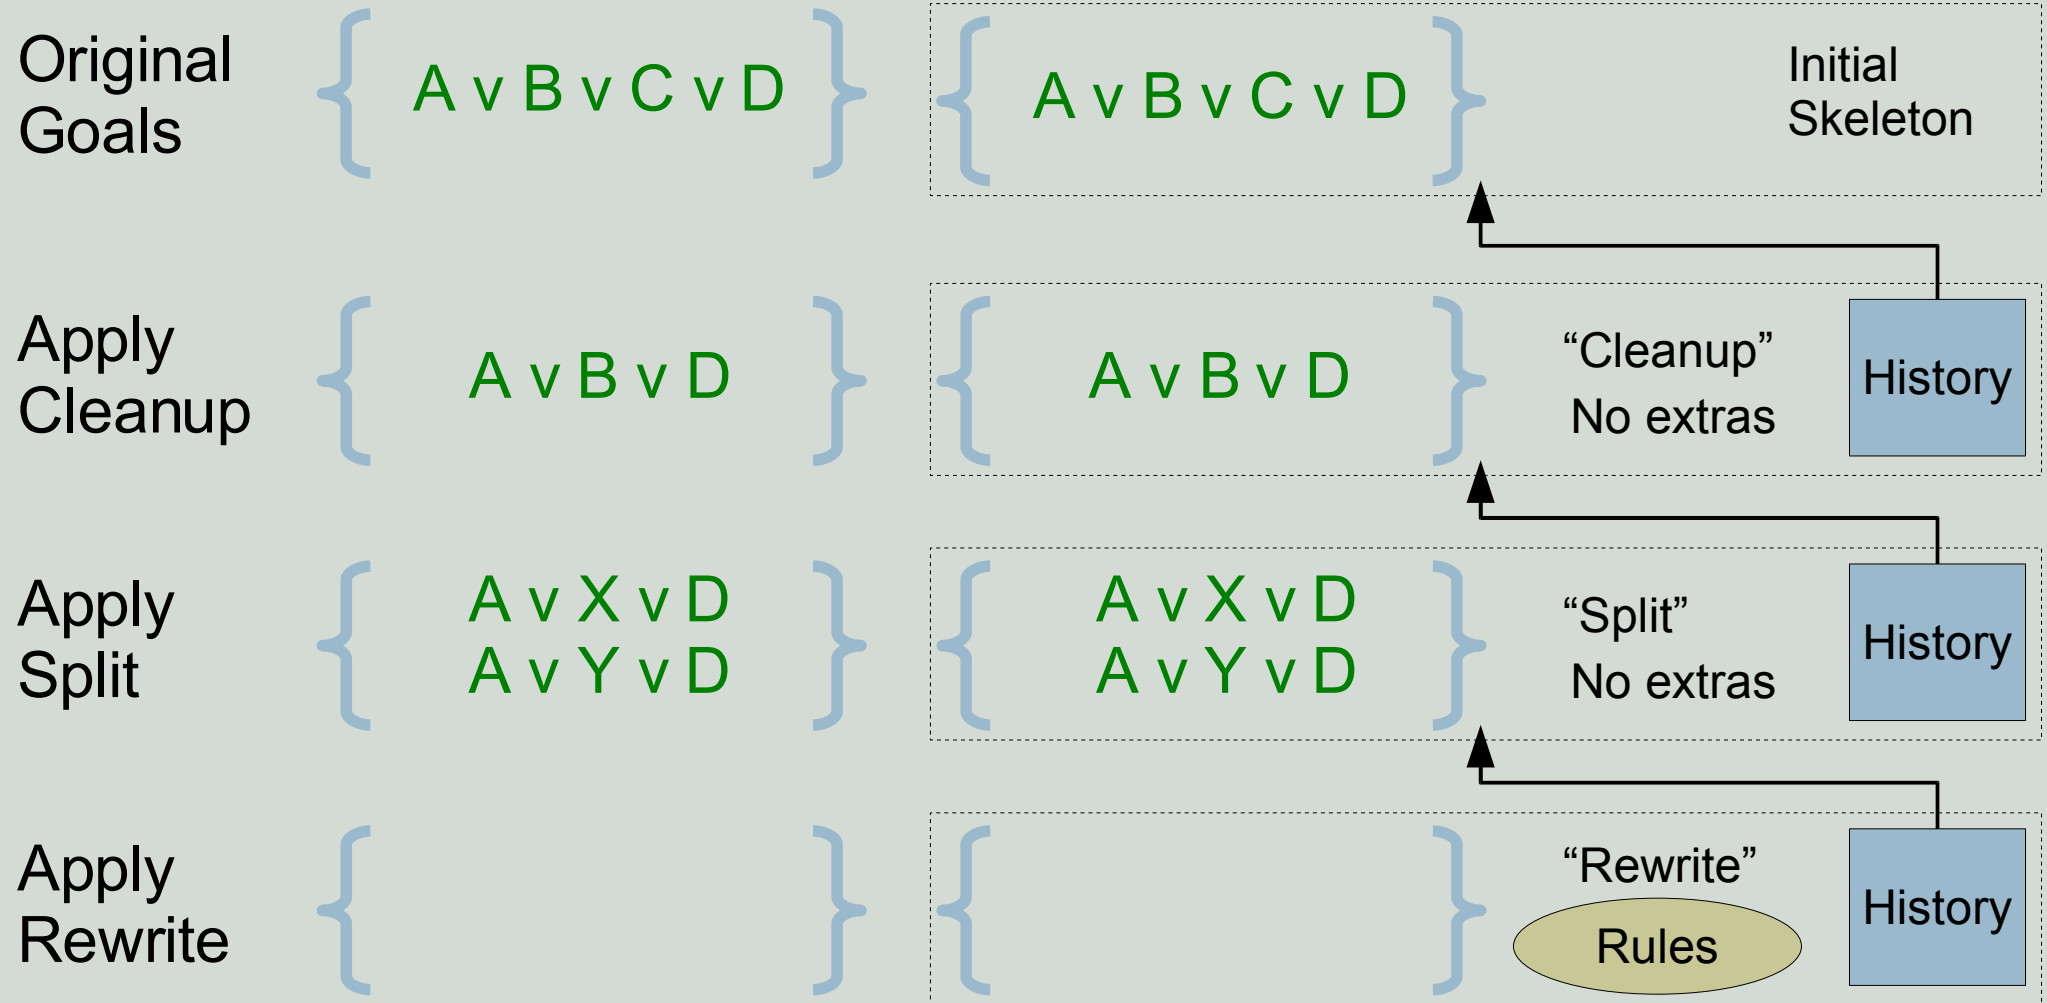 Original
Goals
A v B v C v D
A v B v C v D
Initial
Skeleton
Apply
Cleanup
A v B v D
A v B v D
“Cleanup”
No extras
History
Apply
Split
A v X v D
A v Y v D
A v X v D
A v Y v D
“Split”
No extras
History
Apply
Rewrite
“Rewrite”
Rules
History